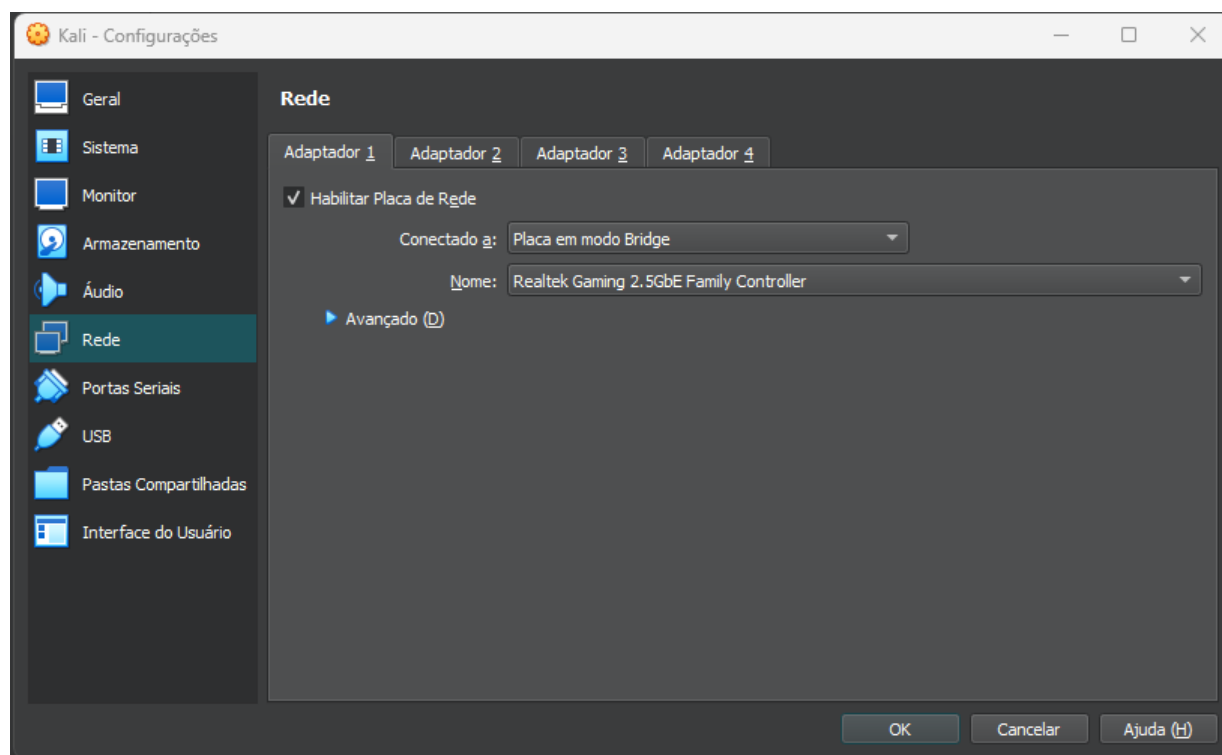 Kali - Configurações
Geral
Sistema
Monitor
Armazenamento
Áudio
Rede
Portas Seriais
USB
Pastas Compartilhadas
Interface do Usuário
Rede
Adaptador 1 Adaptador 2 Adaptador 3 Adaptador 4
Habilitar Placa de Rede
Conectado a: Placa em modo Bridge
Nome: Realtek Gaming 2.5GbE Family Controller
Avançado (D)
OK Cancelar Ajuda (H)